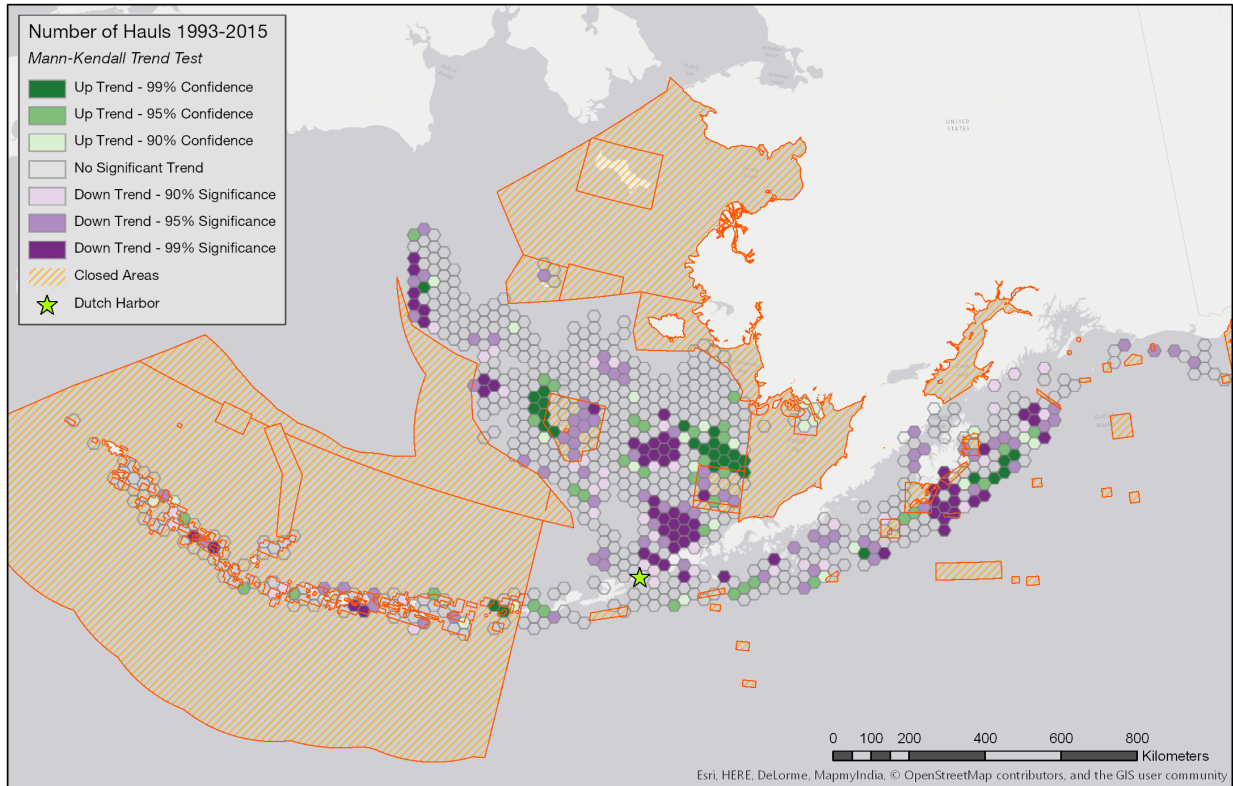 Number of Hauls 1993-2015
Mann-Kendall Trend Test
Up Trend - 99% Confidence
Up Trend - 95% Confidence
Up Trend - 90% Confidence
No Significant Trend
Down Trend - 90% Significance
Down Trend - 95% Significance
Down Trend - 99% Significance
Closed Areas
Dutch Harbor
UNITED
STATES
0 100 200 400 600 800
Kilometers
Esri, HERE, DeLorme, MapmyIndia, © OpenStreetMap contributors, and the GIS user community